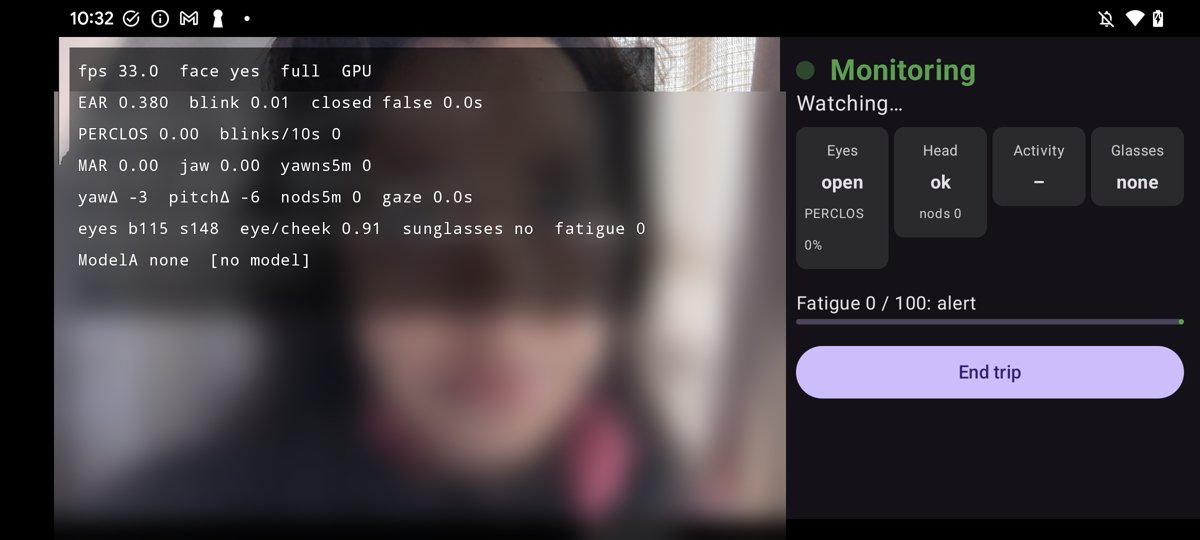 10:32
fps 33.0 face yes full GPU
EAR 0.380 blink 0.01 closed false 0.0s
PERCLOS 0.00 blinks/10s 0
MAR 0.00 jaw 0.00 yawns5m 0
yawΔ -3 pitchΔ -6 nods5m 0 gaze 0.0s
eyes b115 s148 eye/cheek 0.91 sunglasses no fatigue 0
ModelA none [no model]
Monitoring
Watching…
Eyes
open
PERCLOS
0%
Head
ok
nods 0
Activity
–
Glasses
none
Fatigue 0 / 100: alert
End trip